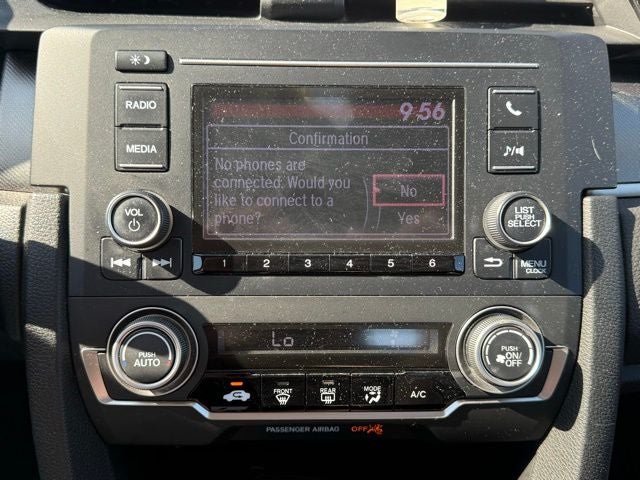 9:56
RADIO
Confirmation
MEDIA
No phones are
connected. Would you
like to connect to a
phone?
No
Yes
VOL
LIST
PUSH
SELECT
1 2 3 4 5 6
MENU
CLOCK
PUSH
AUTO
Lo
PUSH
ON/
OFF
FRONT
REAR
MODE
A/C
PASSENGER AIRBAG OFF